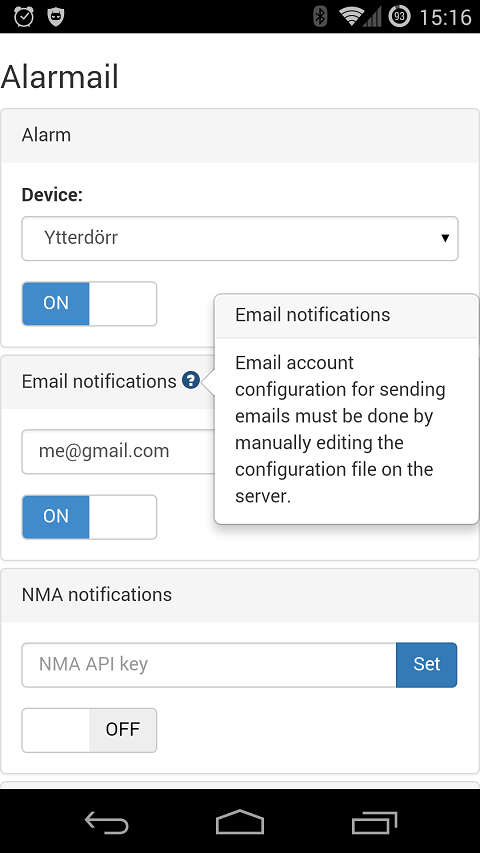 93 15:16
Alarmail
Alarm
Device:
Ytterdörr
ON
Email notifications
me@gmail.com
ON
Email notifications
Email account
configuration for sending
emails must be done by
manually editing the
configuration file on the
server.
NMA notifications
NMA API key
Set
OFF